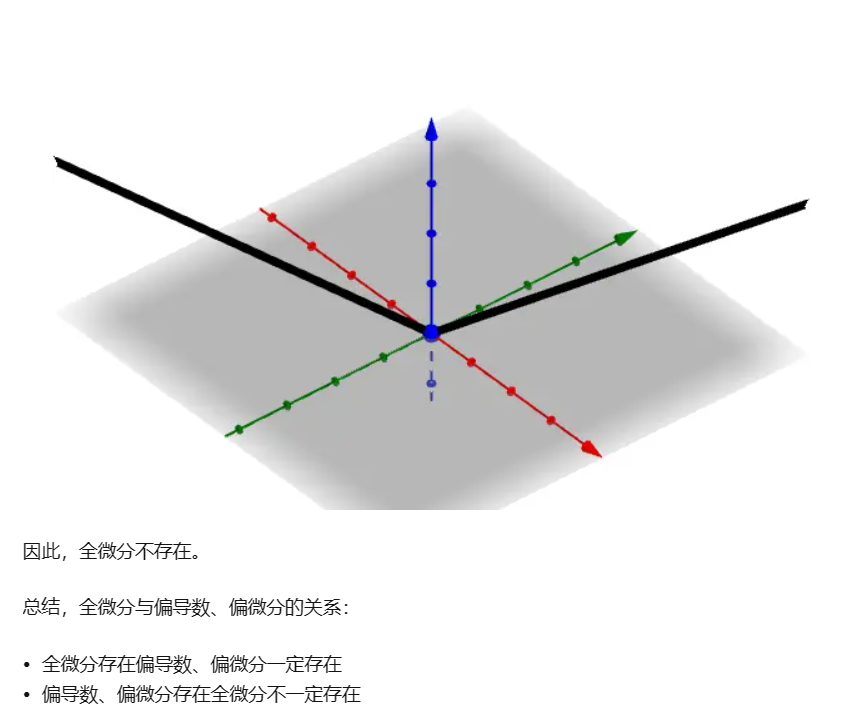 因此，全微分不存在。
总结，全微分与偏导数、偏微分的关系：
• 全微分存在偏导数、偏微分一定存在
• 偏导数、偏微分存在全微分不一定存在